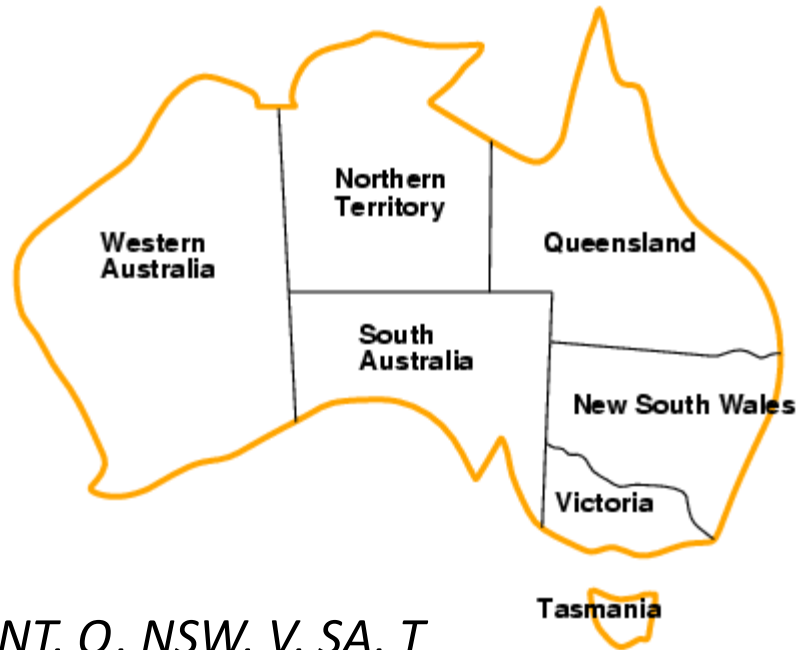 Northern
Territory
Western
Australia
Queensland
South
Australia
New South Wales
Victoria
Tasmania
NT, Q, NSW, V, SA, T